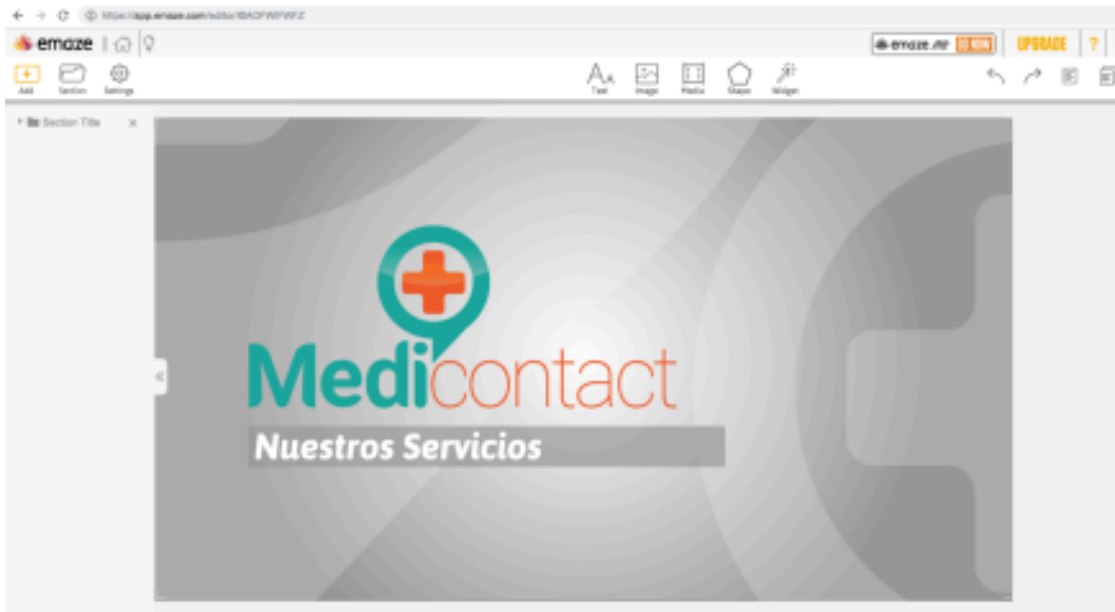 emaze
UPGRADE ?
Add Section Settings
Text Image Media Shape Widget
Section Title x
Medicontact
Nuestros Servicios